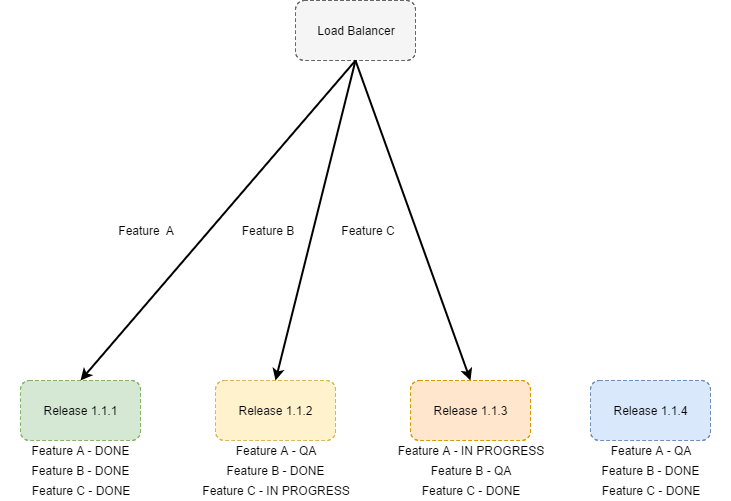 Load Balancer
Feature  A
Feature B
Feature C
Release 1.1.1
Release 1.1.2
Release 1.1.3
Release 1.1.4
Feature A - DONE
Feature B - DONE
Feature C - DONE
Feature A - QA
Feature B - DONE
Feature C - IN PROGRESS
Feature A - IN PROGRESS
Feature B - QA
Feature C - DONE
Feature A - QA
Feature B - DONE
Feature C - DONE